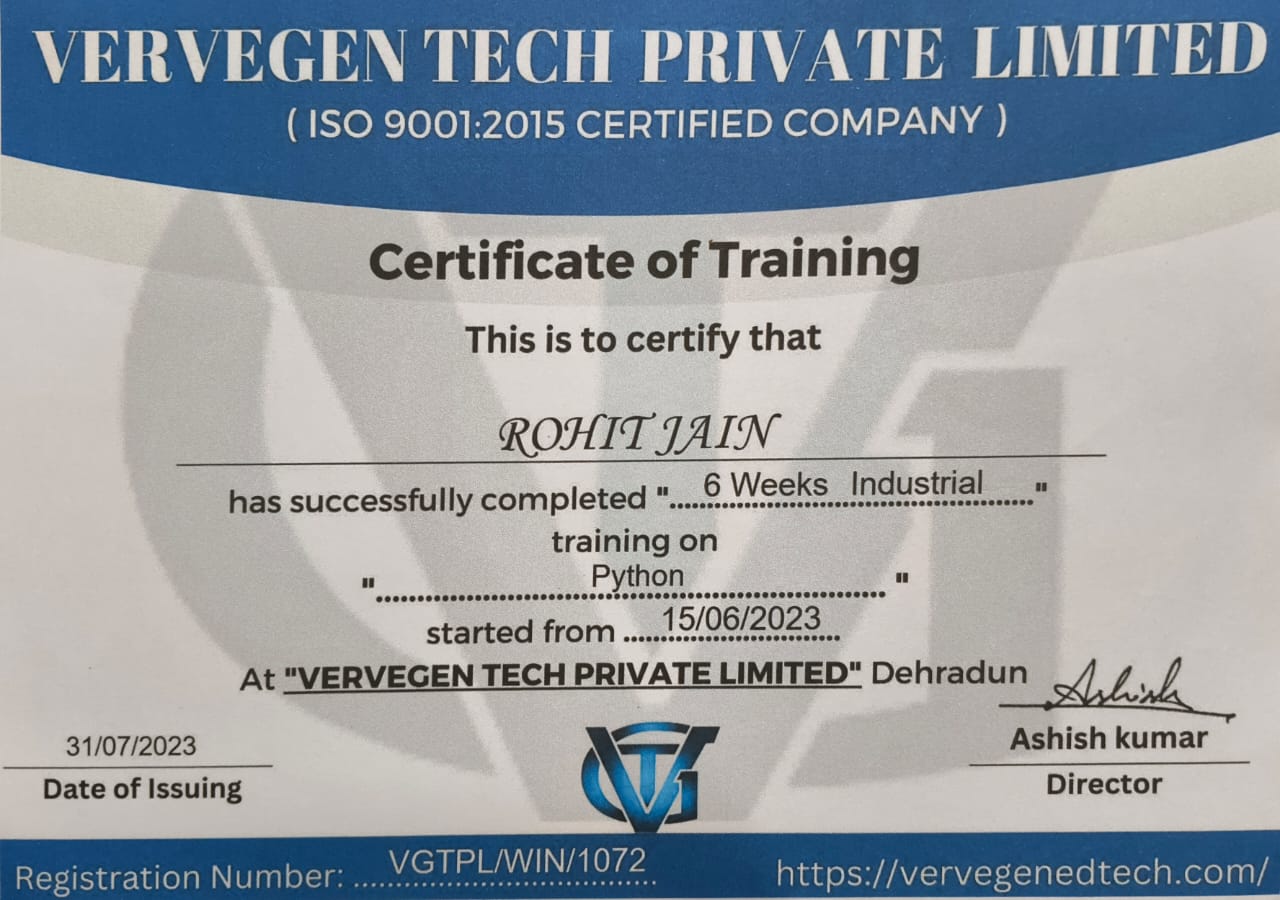 VERVEGEN TECH PRIVATE LIMITED
( ISO 9001:2015 CERTIFIED COMPANY )
Certificate of Training
This is to certify that
ROHIT JAIN
has successfully completed "....6 Weeks Industrial...."
training on
"....Python...."
started from ....15/06/2023....
At "VERVEGEN TECH PRIVATE LIMITED" Dehradun
Ashish
31/07/2023
Date of Issuing
VTG
Ashish kumar
Director
Registration Number: ....VGTPL/WIN/1072....
https://vervegenedtech.com/